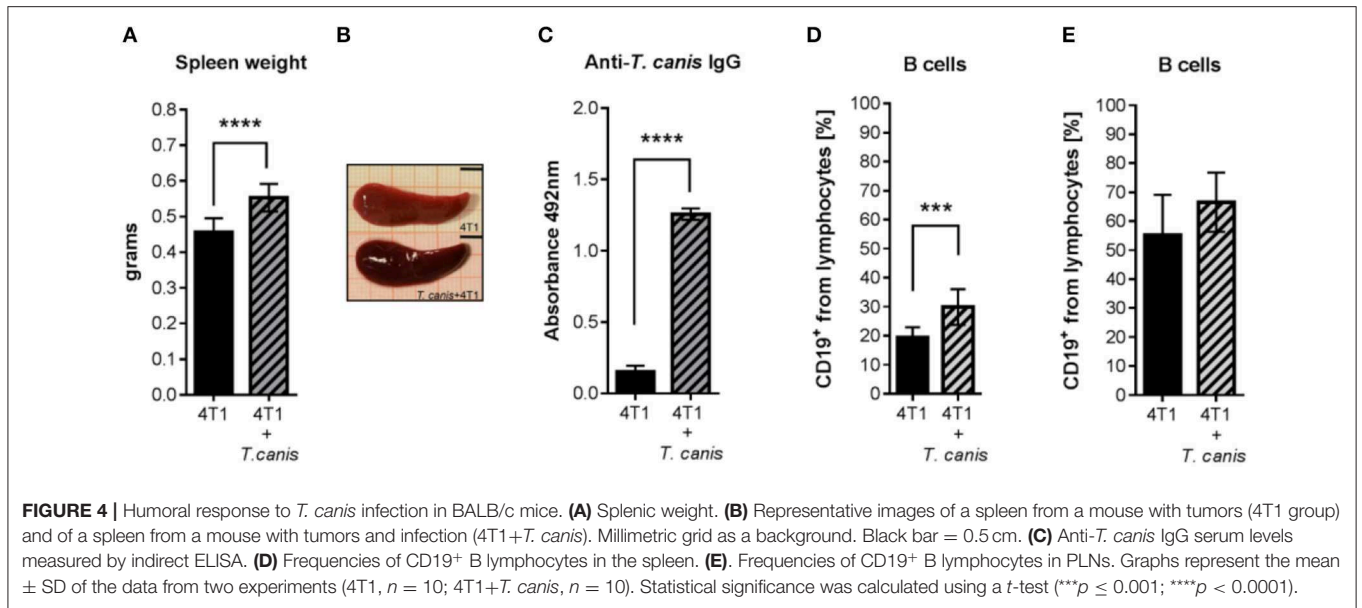 A
Spleen weight
****
grams
0.8
0.7
0.6
0.5
0.4
0.3
0.2
0.1
0.0
4T1
4T1
+
T.canis
B
4T1
T.canis+4T1
C
Anti-T. canis IgG
****
Absorbance 492nm
2.0
1.5
1.0
0.5
0.0
4T1
4T1
+
T. canis
D
B cells
***
CD19⁺ from lymphocytes [%]
100
90
80
70
60
50
40
30
20
10
0
4T1
4T1
+
T. canis
E
B cells
CD19⁺ from lymphocytes [%]
100
90
80
70
60
50
40
30
20
10
0
4T1
4T1
+
T. canis
FIGURE 4 | Humoral response to T. canis infection in BALB/c mice. (A) Splenic weight. (B) Representative images of a spleen from a mouse with tumors (4T1 group)
and of a spleen from a mouse with tumors and infection (4T1+T. canis). Millimetric grid as a background. Black bar = 0.5 cm. (C) Anti-T. canis IgG serum levels
measured by indirect ELISA. (D) Frequencies of CD19⁺ B lymphocytes in the spleen. (E). Frequencies of CD19⁺ B lymphocytes in PLNs. Graphs represent the mean
± SD of the data from two experiments (4T1, n = 10; 4T1+T. canis, n = 10). Statistical significance was calculated using a t-test (***p ≤ 0.001; ****p < 0.0001).